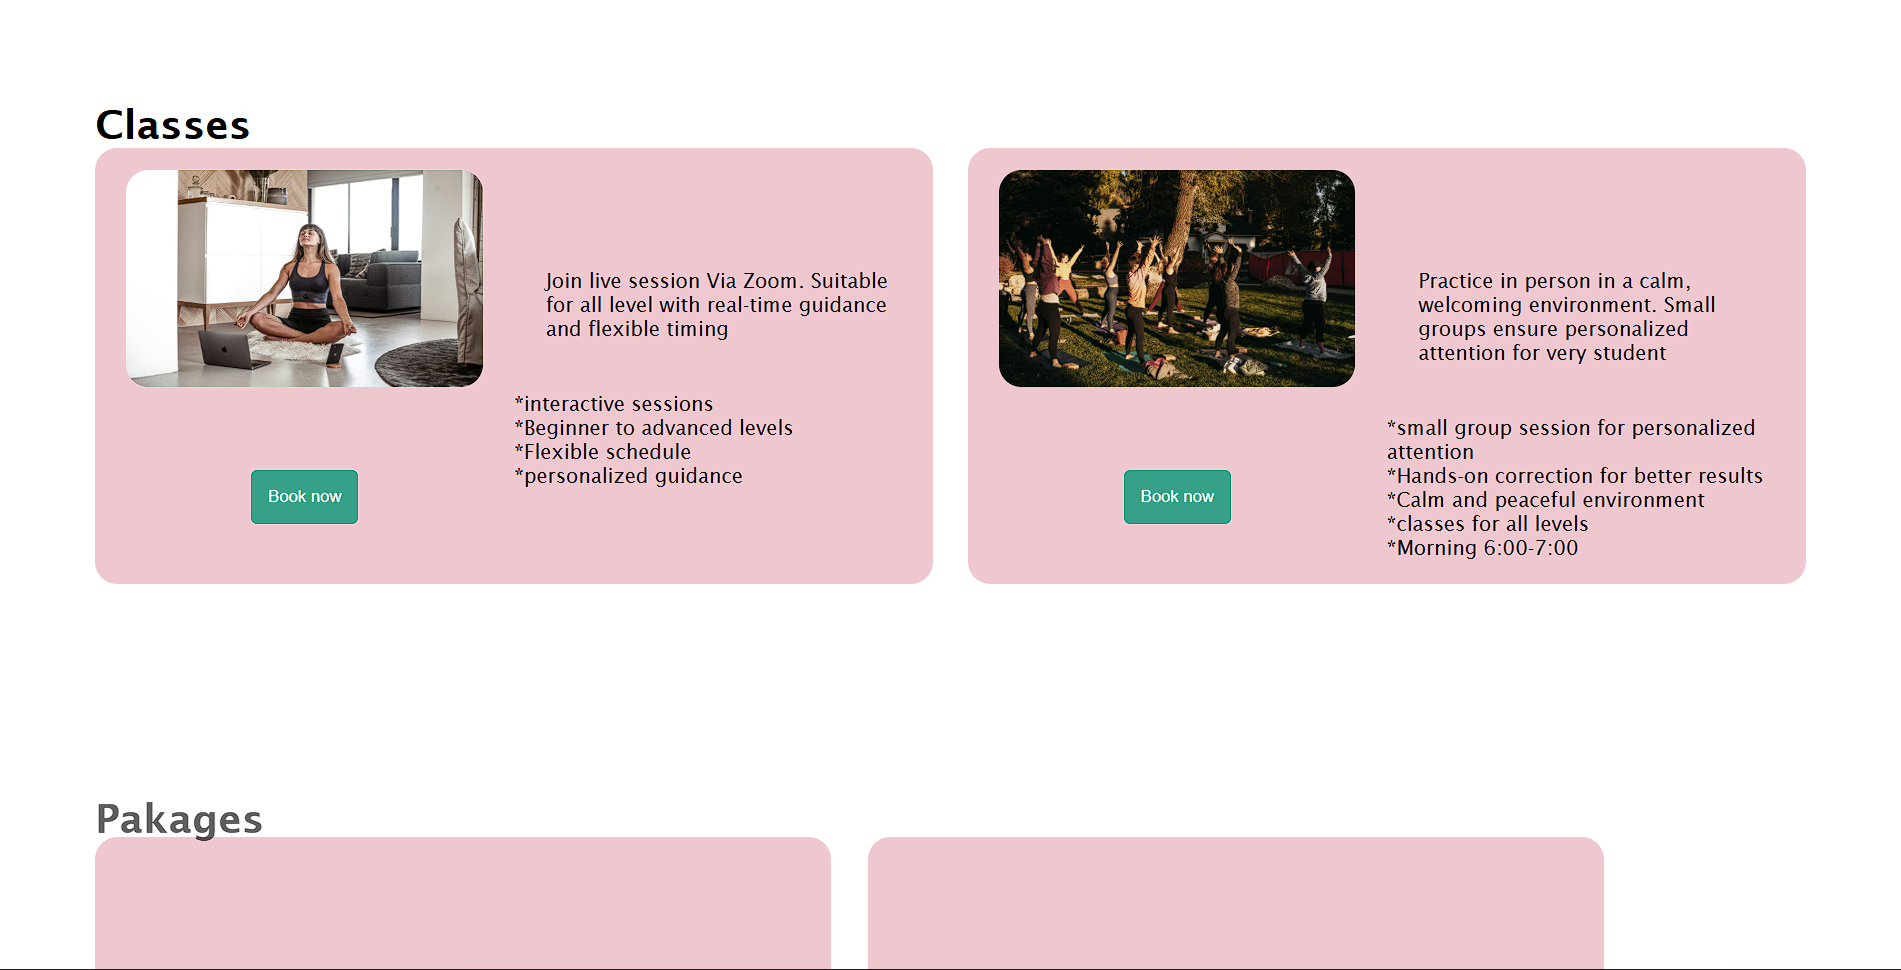 Classes
Join live session Via Zoom. Suitable
for all level with real-time guidance
and flexible timing
*interactive sessions
*Beginner to advanced levels
*Flexible schedule
*personalized guidance
Book now
Practice in person in a calm,
welcoming environment. Small
groups ensure personalized
attention for very student
*small group session for personalized
attention
*Hands-on correction for better results
*Calm and peaceful environment
*classes for all levels
*Morning 6:00-7:00
Book now
Pakages